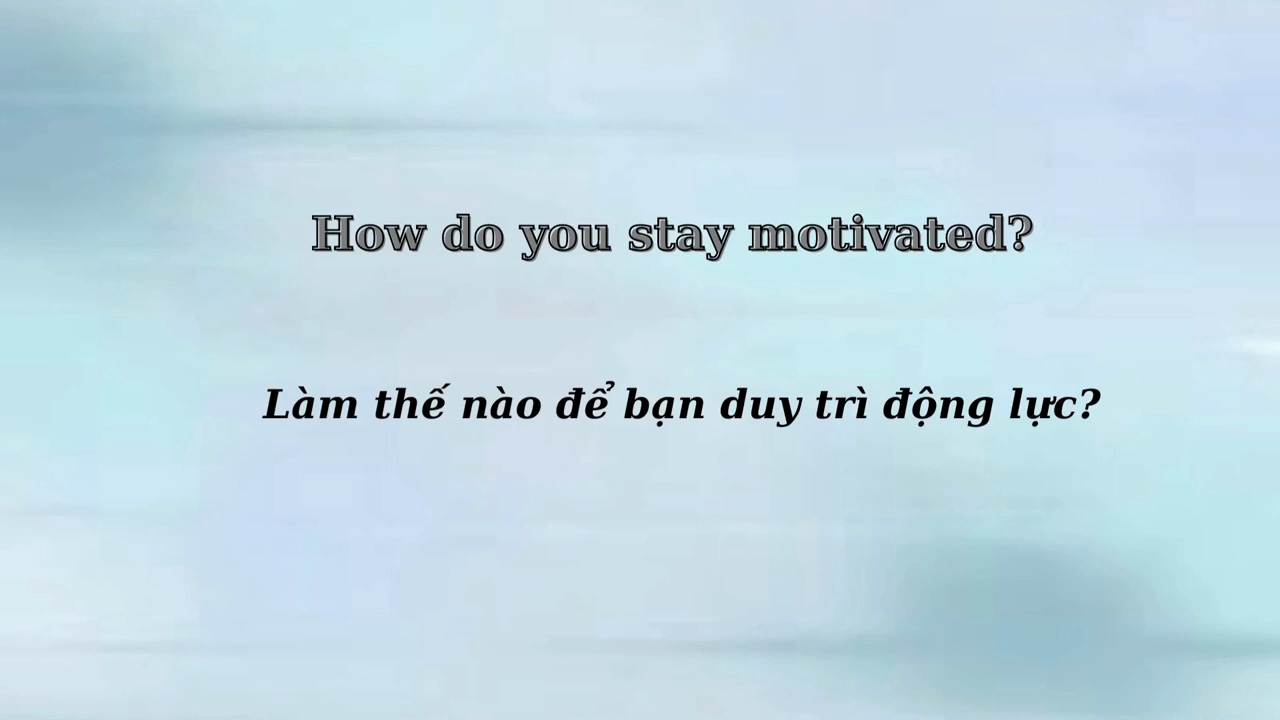 How do you stay motivated?
Làm thế nào để bạn duy trì động lực?